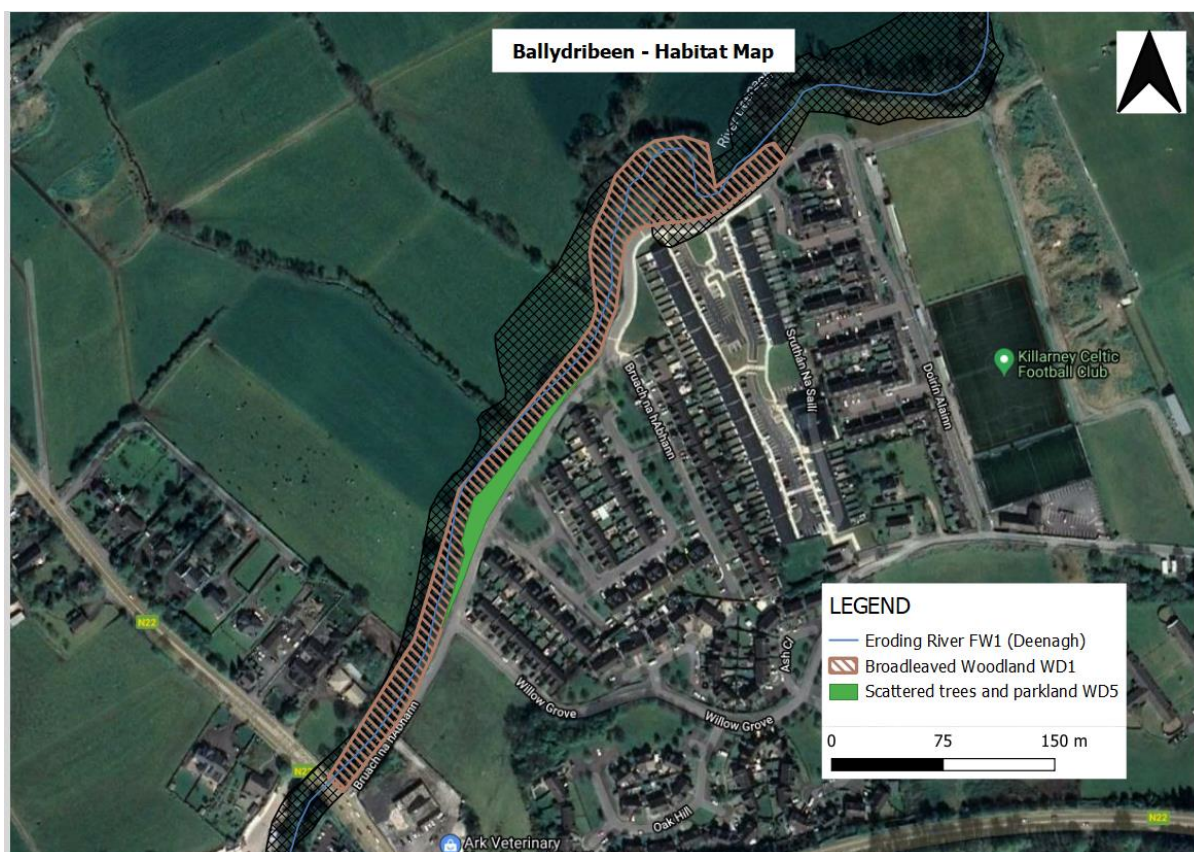 Ballydribeen - Habitat Map
River
Killarney Celtic
Football Club
Sruthán Na Saili
Doirín Alainn
Bruach na hAbhann
N22
LEGEND
Eroding River FW1 (Deenagh)
Broadleaved Woodland WD1
Scattered trees and parkland WD5
0 75 150 m
Ash Cl
Willow Grove
Willow Grove
Bruach na hAbhann
Oak Hill
Ark Veterinary
N22